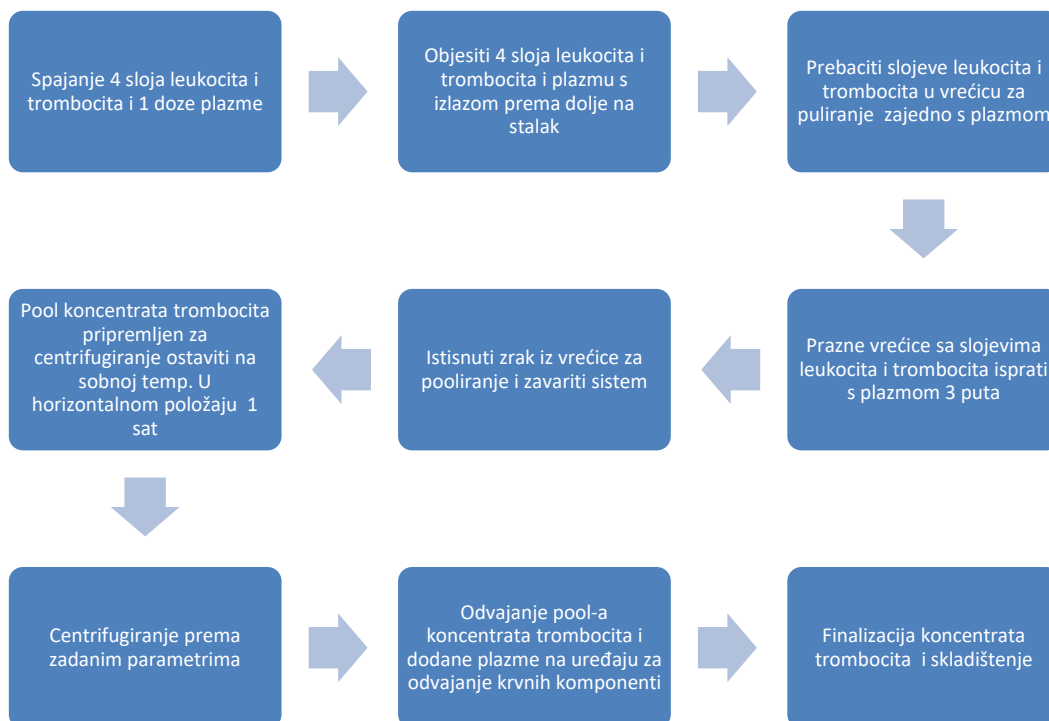 Spajanje 4 sloja leukocita i
trombocita i 1 doze plazme
Objesiti 4 sloja leukocita i
trombocita i plazmu s
izlazom prema dolje na
stalak
Prebaciti slojeve leukocita i
trombocita u vrećicu za
puliranje zajedno s plazmom
Prazne vrećice sa slojevima
leukocita i trombocita isprati
s plazmom 3 puta
Istisnuti zrak iz vrećice za
pooliranje i zavariti sistem
Pool koncentrata trombocita
pripremljen za
centrifugiranje ostaviti na
sobnoj temp. U
horizontalnom položaju 1
sat
Centrifugiranje prema
zadanim parametrima
Odvajanje pool-a
koncentrata trombocita i
dodane plazme na uređaju za
odvajanje krvnih komponenti
Finalizacija koncentrata
trombocita i skladištenje